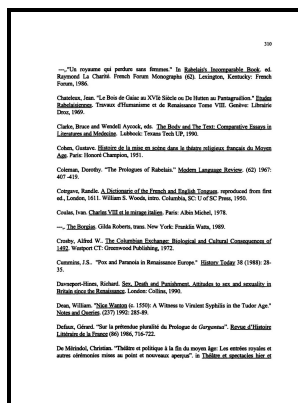 310
---,"Un royaume qui perdure sans femmes." In Rabelais's Incomparable Book. ed.
Raymond La Charité. French Forum Monographs (62). Lexington, Kentucky: French
Forum, 1986.
Chateleux, Jean. "Le Bois de Gaiac au XVIè Siècle ou De Hutten au Pantagruélion." Etudes
Rabelaisiennes. Travaux d'Humanisme et de Renaissance Tome VIII. Genève: Librairie
Droz, 1969.
Clarke, Bruce and Wendell Aycock, eds. The Body and The Text: Comparative Essays in
Literatures and Medecine. Lubbock: Texas Tech UP, 1990.
Cohen, Gustave. Histoire de la mise en scène dans le théâtre religieux français du Moyen
Age. Paris: Honoré Champion, 1951.
Coleman, Dorothy. "The Prologues of Rabelais." Modern Language Review. (62) 1967:
407-419.
Cotgrave, Randle. A Dictionarie of the French and English Tongues. reproduced from first
ed., London, 1611. William S. Woods, intro. Columbia, SC: U of SC Press, 1950.
Coulas, Ivan. Charles VIII et le mirage italien. Paris: Albin Michel, 1978.
---, The Borgias. Gilda Roberts, trans. New York: Franklin Watts, 1989.
Crosby, Alfred W.. The Columbian Exchange: Biological and Cultural Consequences of
1492. Westport CT: Greenwood Publishing, 1972.
Cummins, J.S.. "Pox and Paranoia in Renaissance Europe." History Today 38 (1988): 28-
35.
Davneport-Hines, Richard. Sex, Death and Punishment. Attitudes to sex and sexuality in
Britain since the Renaissance. London: Collins, 1990.
Dean, William. "Nice Wanton (c. 1550): A Witness to Virulent Syphilis in the Tudor Age."
Notes and Queries. (237) 1992: 285-89.
Defaux, Gérard. "Sur la prétendue pluralité du Prologue de Gargantua". Revue d'Histoire
Littéraire de la France (86) 1986, 716-722.
De Mérindol, Christian. "Théâtre et politique à la fin du moyen âge: Les entrées royales et
autres cérémonies mises au point et nouveaux aperçus". in Théâtre et spectacles hier et